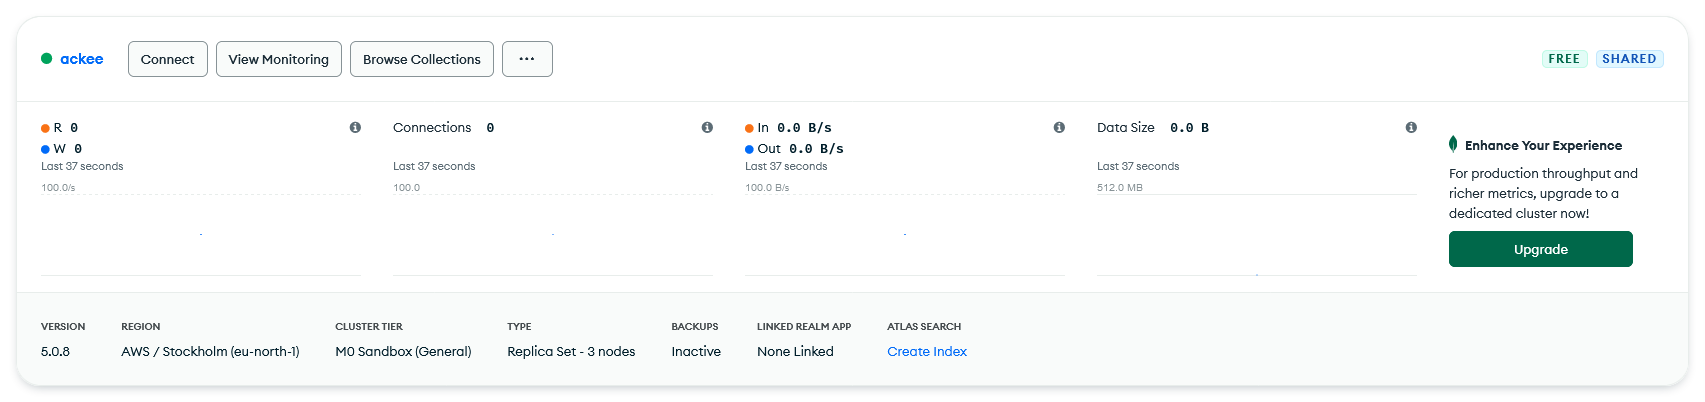 ackee
Connect
View Monitoring
Browse Collections
...
FREE
SHARED
R 0
W 0
Last 37 seconds
100.0/s
Connections 0
Last 37 seconds
100.0
In 0.0 B/s
Out 0.0 B/s
Last 37 seconds
100.0 B/s
Data Size 0.0 B
Last 37 seconds
512.0 MB
Enhance Your Experience
For production throughput and
richer metrics, upgrade to a
dedicated cluster now!
Upgrade
VERSION
5.0.8
REGION
AWS / Stockholm (eu-north-1)
CLUSTER TIER
M0 Sandbox (General)
TYPE
Replica Set - 3 nodes
BACKUPS
Inactive
LINKED REALM APP
None Linked
ATLAS SEARCH
Create Index